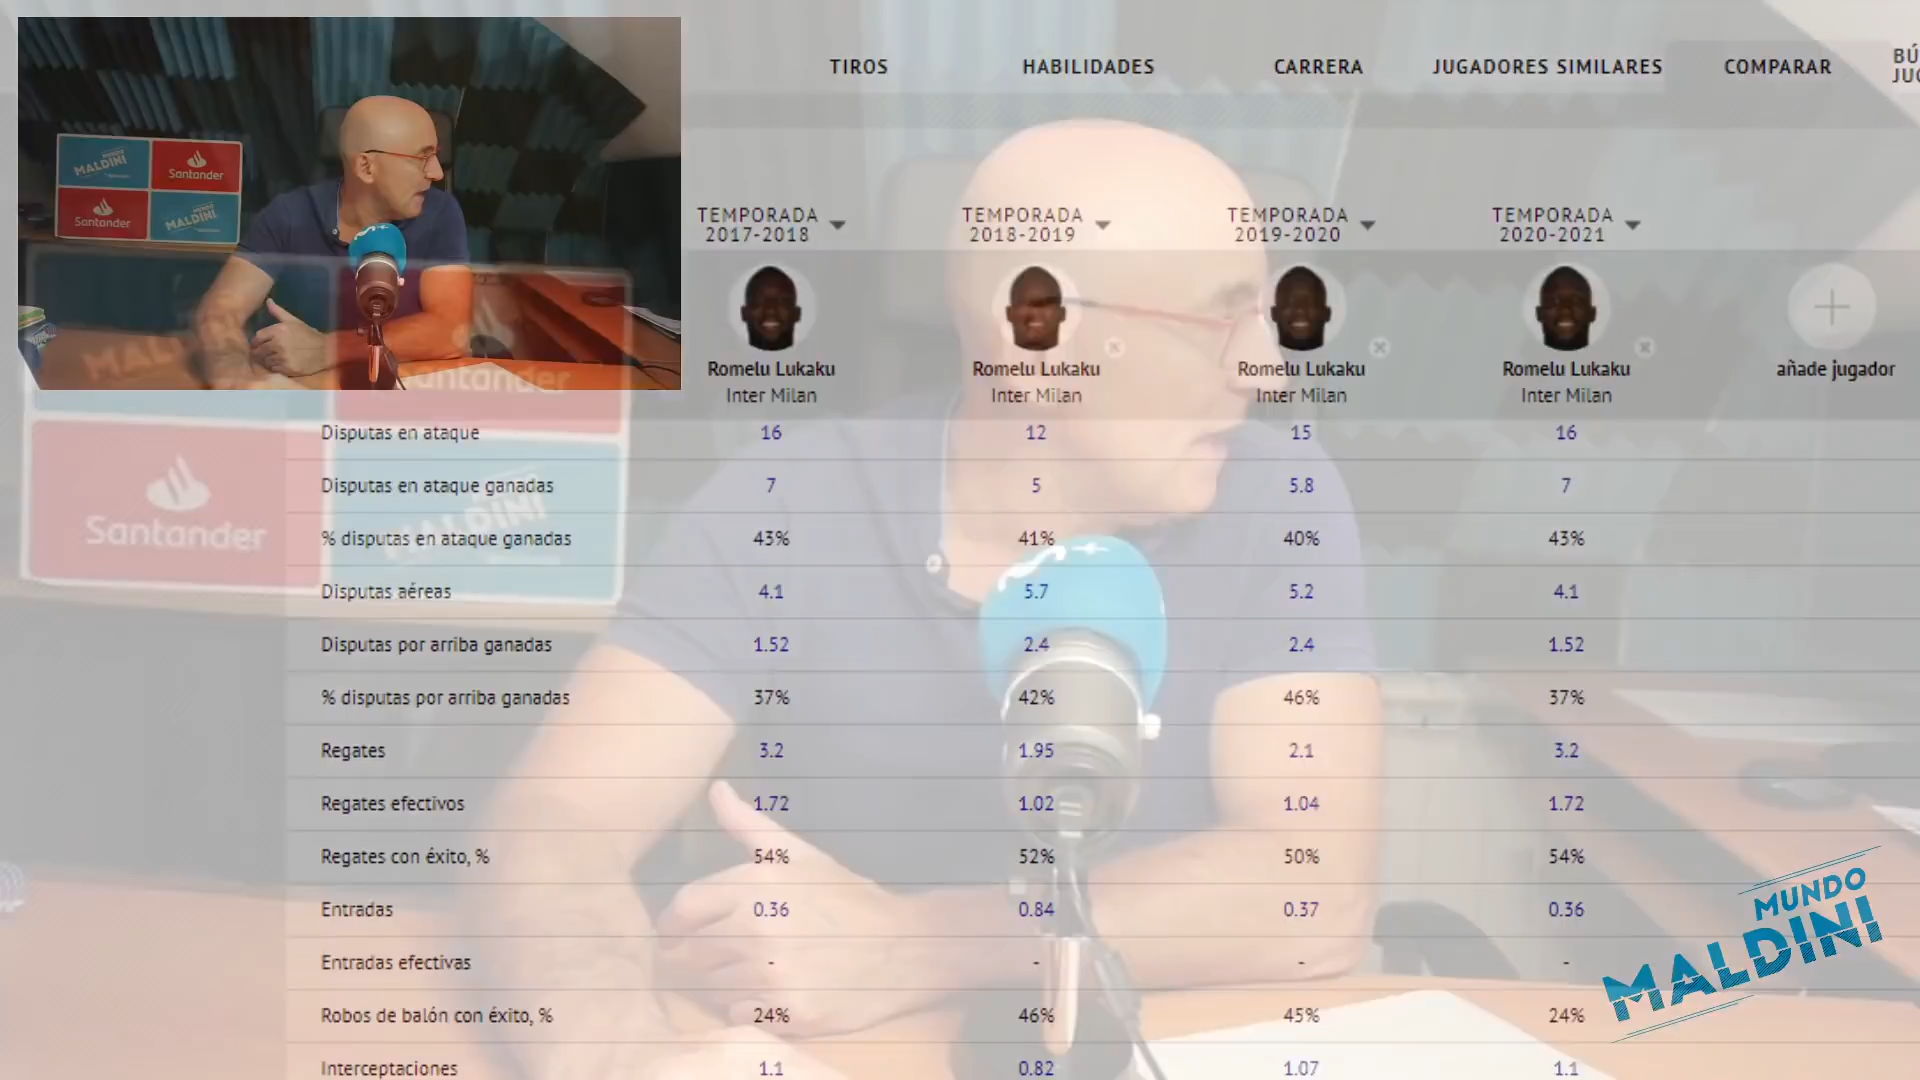 TIROS HABILIDADES CARRERA JUGADORES SIMILARES COMPARAR BÚ
JUG
MUNDO
MALDINI
Santander
Santander
MUNDO
MALDINI
TEMPORADA
2017-2018
TEMPORADA
2018-2019
TEMPORADA
2019-2020
TEMPORADA
2020-2021
Romelu Lukaku
Inter Milan
Romelu Lukaku
Inter Milan
Romelu Lukaku
Inter Milan
Romelu Lukaku
Inter Milan
añade jugador
Santander
Santander
MALDINI
Disputas en ataque 16 12 15 16
Disputas en ataque ganadas 7 5 5.8 7
% disputas en ataque ganadas 43% 41% 40% 43%
Disputas aéreas 4.1 5.7 5.2 4.1
Disputas por arriba ganadas 1.52 2.4 2.4 1.52
% disputas por arriba ganadas 37% 42% 46% 37%
Regates 3.2 1.95 2.1 3.2
Regates efectivos 1.72 1.02 1.04 1.72
Regates con éxito, % 54% 52% 50% 54%
Entradas 0.36 0.84 0.37 0.36
Entradas efectivas - - - -
Robos de balón con éxito, % 24% 46% 45% 24%
Interceptaciones 1.1 0.82 1.07 1.1
MUNDO
MALDINI